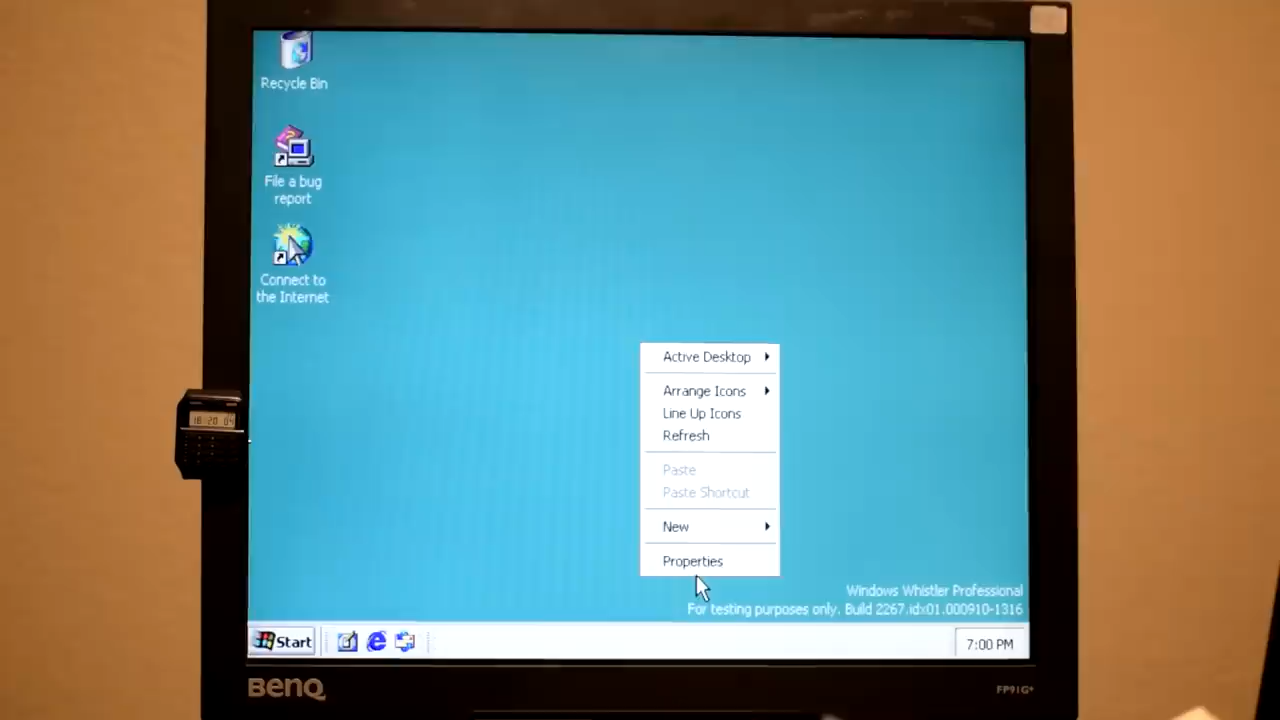 Recycle Bin
File a bug
report
Connect to
the Internet
Active Desktop
Arrange Icons
Line Up Icons
Refresh
Paste
Paste Shortcut
New
Properties
Windows Whistler Professional
For testing purposes only. Build 2267.idx01.000910-1316
Start
7:00 PM
BenQ
FP91G+